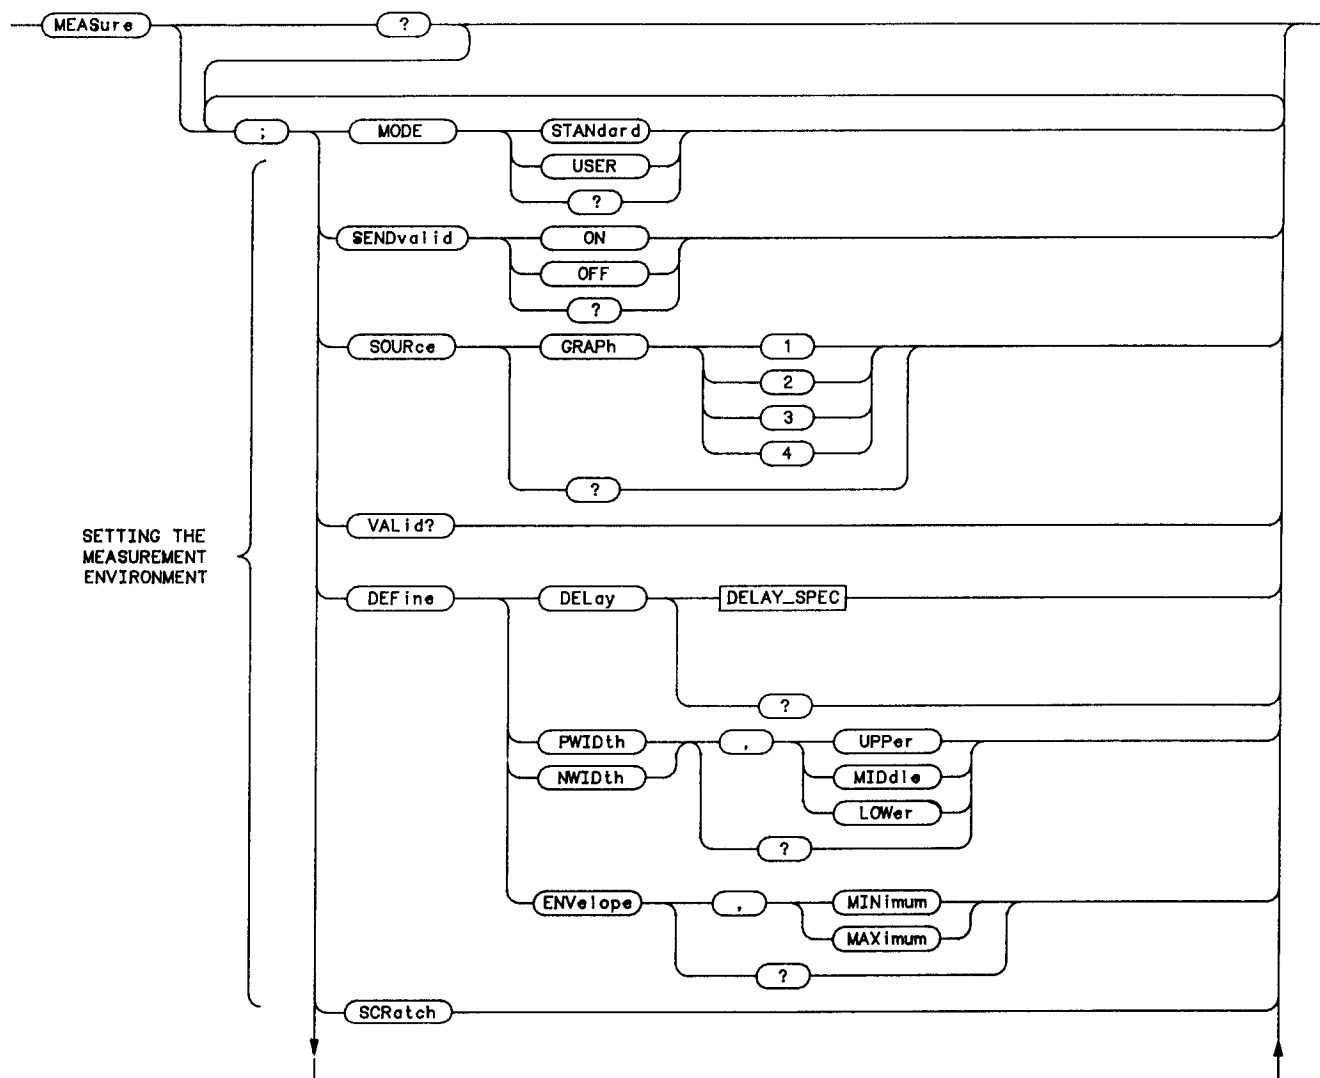 MEASure ?
; MODE STANdard
USER
?
SENDvalid ON
OFF
?
SOURce GRAPh 1
2
3
4
?
VALid?
SETTING THE
MEASUREMENT
ENVIRONMENT
DEFine DELay DELAY_SPEC
?
PWIDth , UPPer
NWIDth MIDdle
LOWer
?
ENVelope , MINimum
MAXimum
?
SCRatch